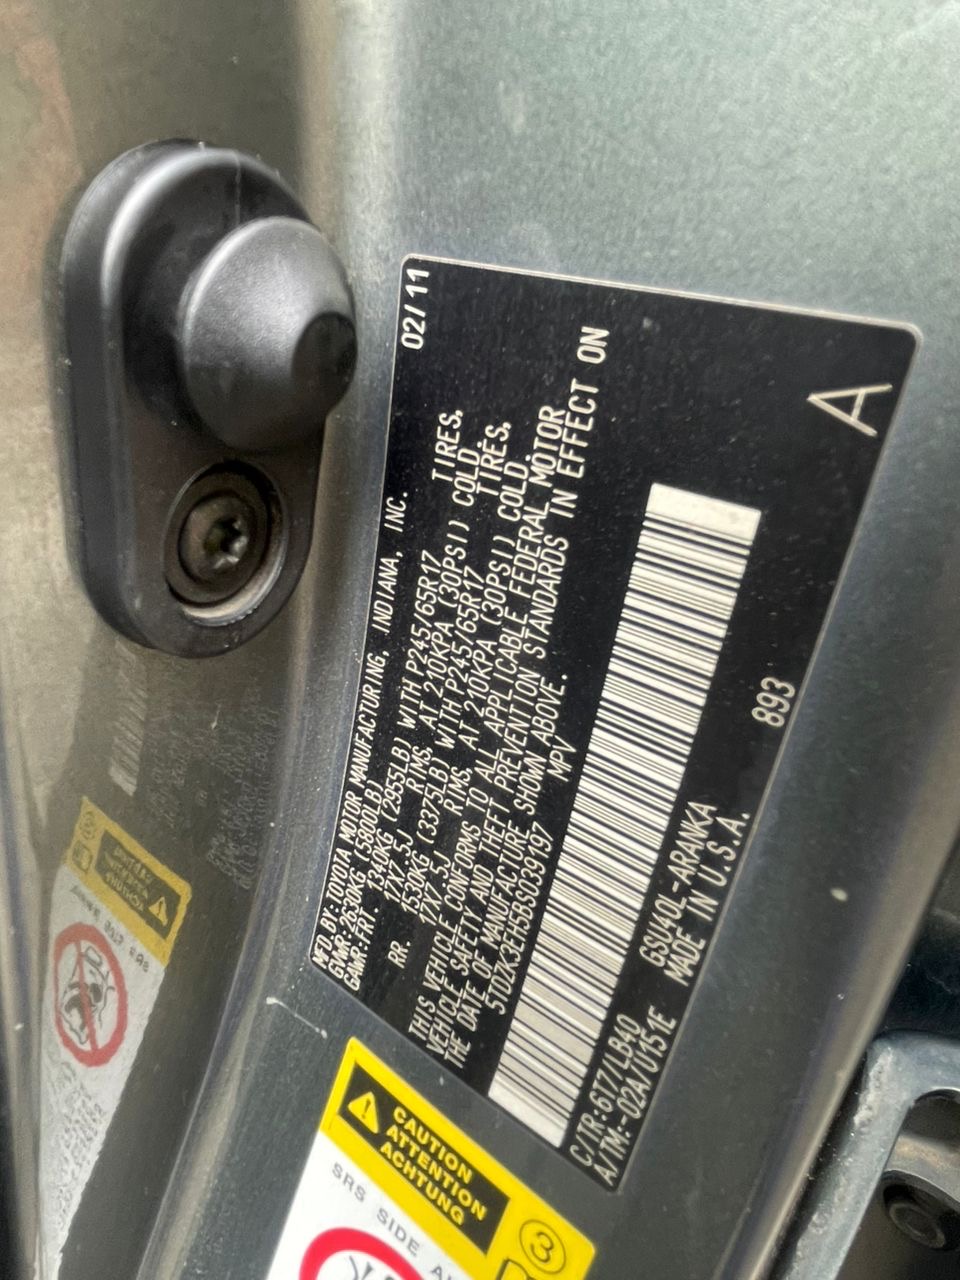 MFD.BY:TOYOTA MOTOR MANUFACTURING, INDIANA, INC. 02/11
GVWR:2630KG (5800LB)
GAWR:FRT 1340KG (2955LB) WITH P245/65R17 TIRES,
17X7.5J RIMS, AT 210KPA (30PSI) COLD.
RR. 1530KG (3375LB) WITH P245/65R17 TIRES,
17X7.5J RIMS, AT 210KPA (30PSI) COLD.
THIS VEHICLE CONFORMS TO ALL APPLICABLE FEDERAL MOTOR
VEHICLE SAFETY AND THEFT PREVENTION STANDARDS IN EFFECT ON
THE DATE OF MANUFACTURE SHOWN ABOVE.
5TDZK3EH5BS039197 MPV
893
C/TR:6T7/LB40 GSU40L-ARANKA A
A/TM:-02A/U151E MADE IN U.S.A.
CAUTION
ATTENTION
ACHTUNG
3
SRS SIDE